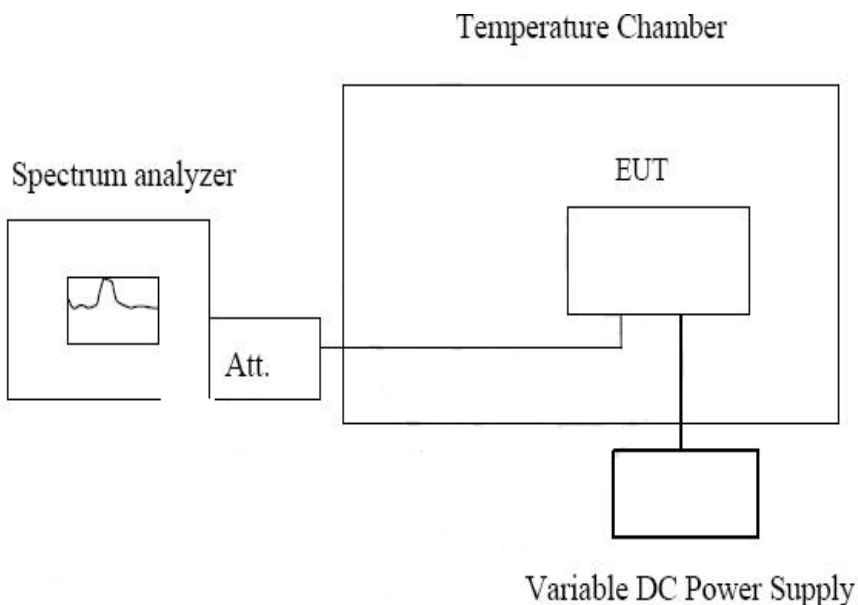 Temperature Chamber
Spectrum analyzer
EUT
Att.
Variable DC Power Supply